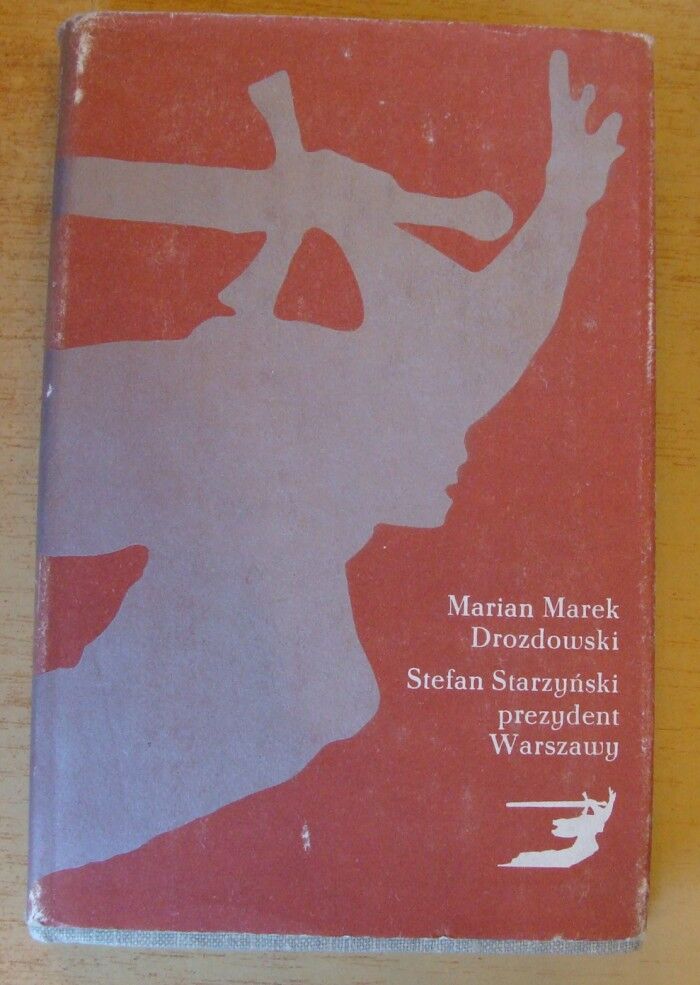 Marian Marek
Drozdowski
Stefan Starzyński
prezydent
Warszawy